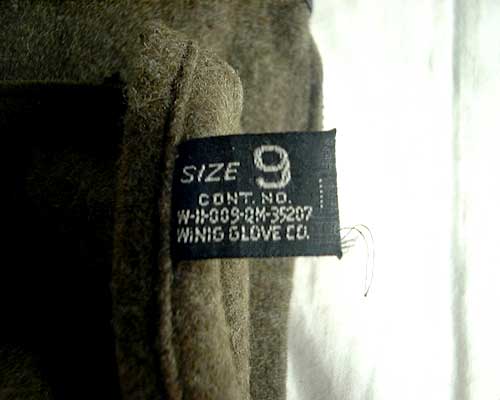 SIZE 9
CONT. NO.
W-11-009-QM-35207
WINIG GLOVE CO.